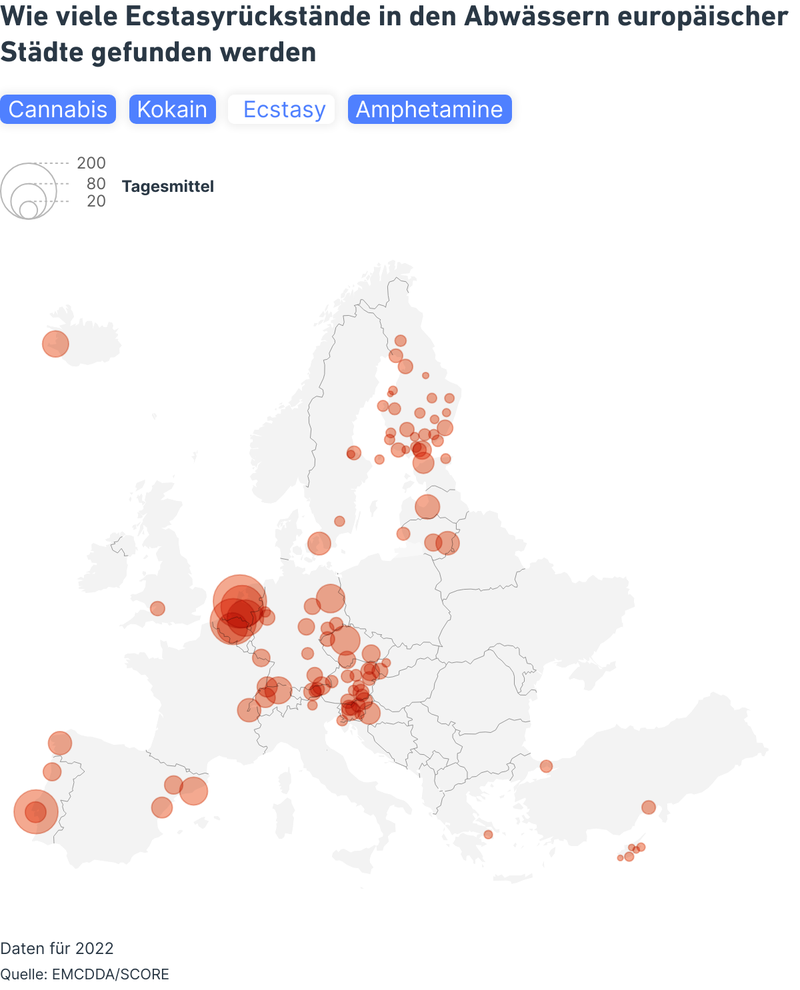 Wie viele Ecstasyrückstände in den Abwässern europäischer
Städte gefunden werden
Cannabis Kokain Ecstasy Amphetamine
200
80
20
Tagesmittel
Daten für 2022
Quelle: EMCDDA/SCORE